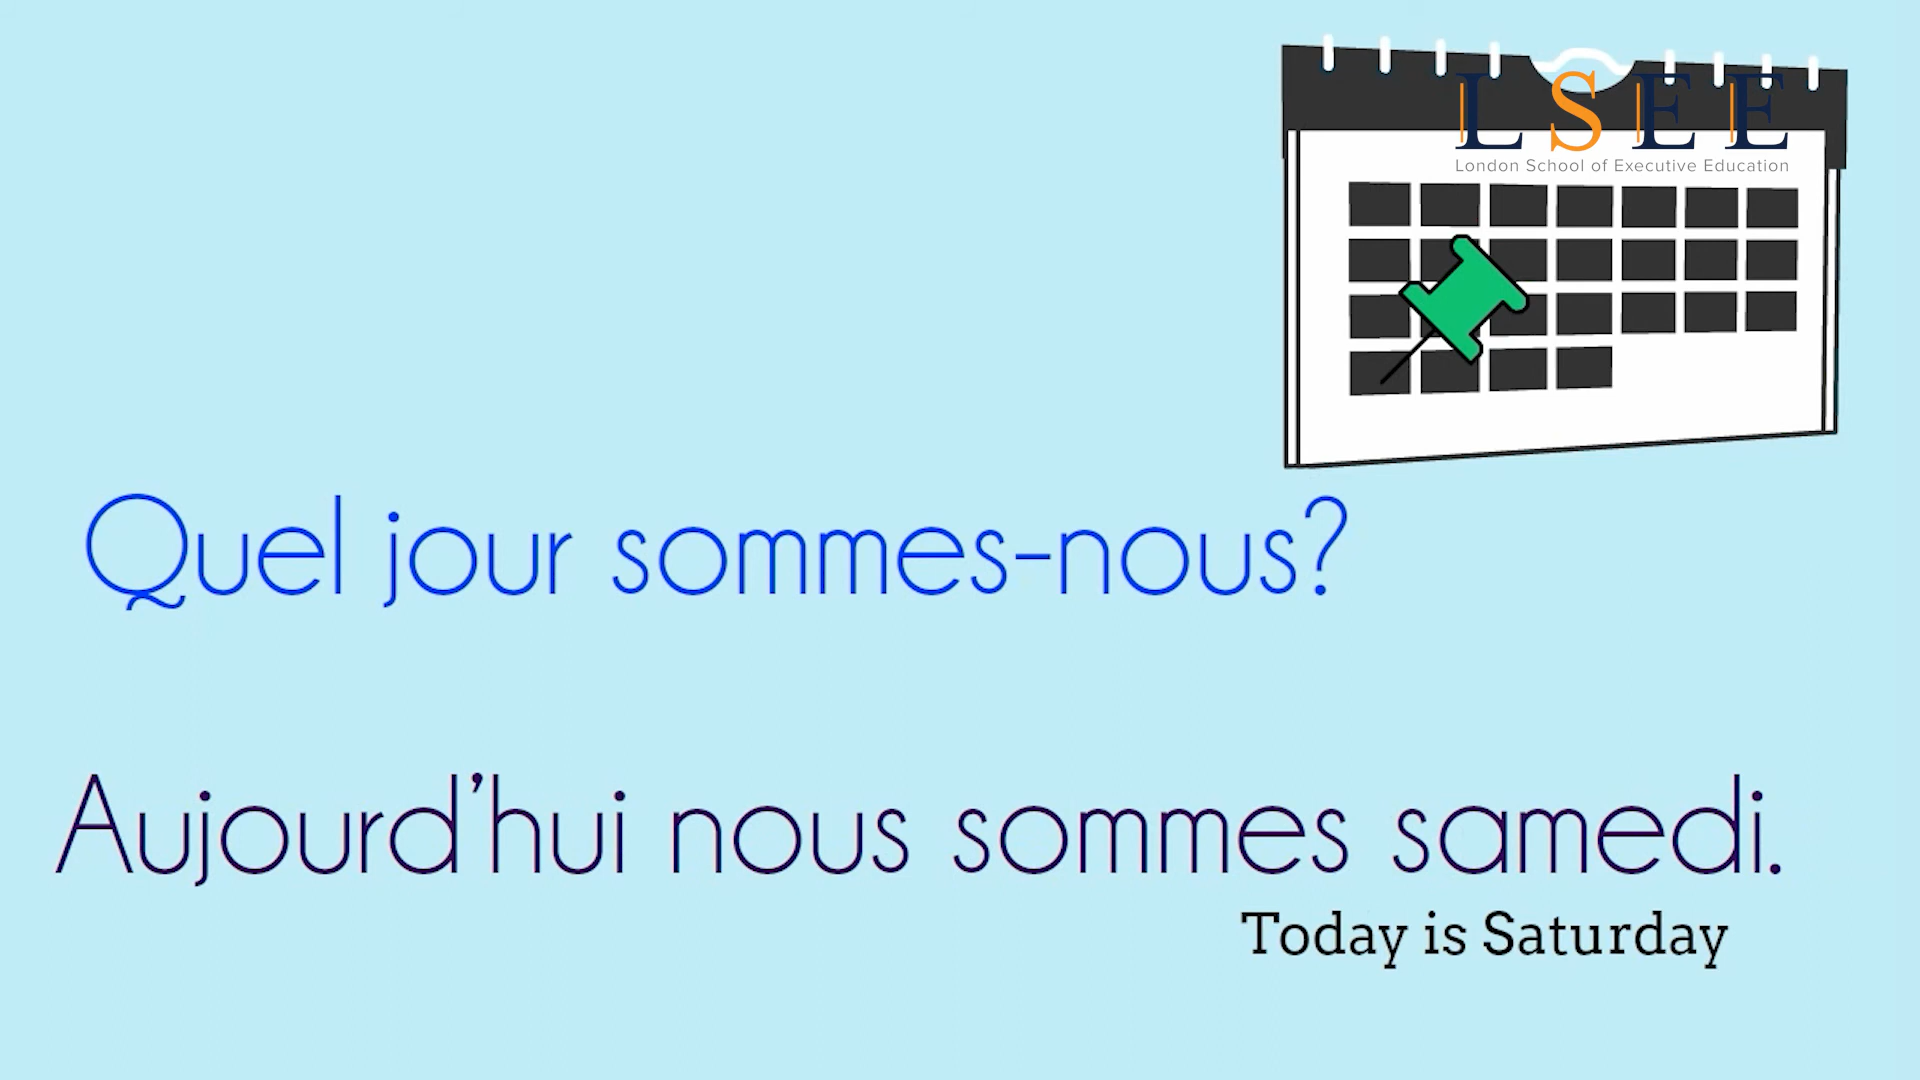 LSEE
London School of Executive Education
Quel jour sommes-nous?
Aujourd’hui nous sommes samedi.
Today is Saturday